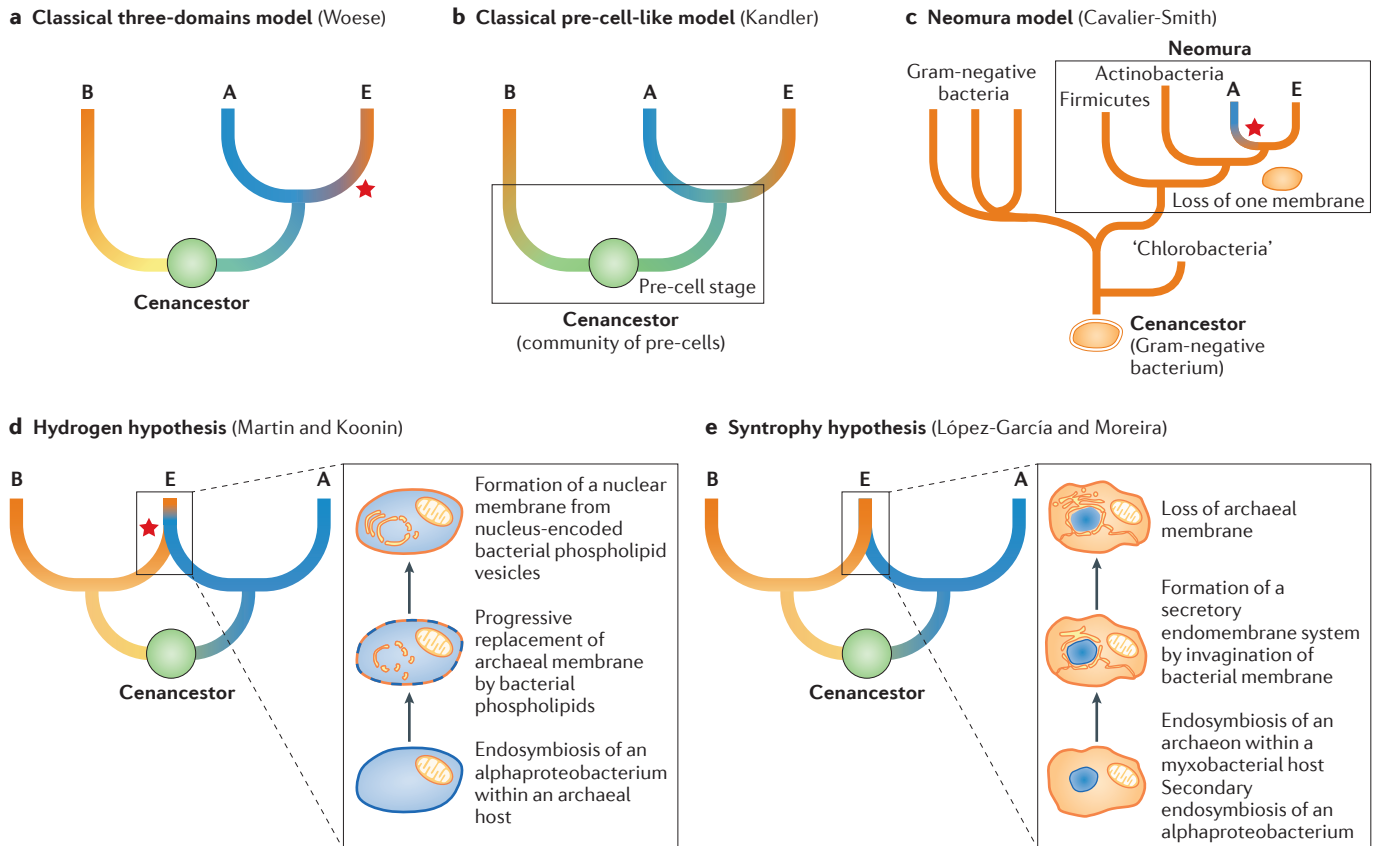 a Classical three-domains model (Woese)
B
A
E
Cenancestor
b Classical pre-cell-like model (Kandler)
B
A
E
Pre-cell stage
Cenancestor
(community of pre-cells)
c Neomura model (Cavalier-Smith)
Neomura
Gram-negative
bacteria
Actinobacteria
Firmicutes
A
E
Loss of one membrane
'Chlorobacteria'
Cenancestor
(Gram-negative
bacterium)
d Hydrogen hypothesis (Martin and Koonin)
B
E
A
Cenancestor
Formation of a nuclear
membrane from
nucleus-encoded
bacterial phospholipid
vesicles
Progressive
replacement of
archaeal membrane
by bacterial
phospholipids
Endosymbiosis of an
alphaproteobacterium
within an archaeal
host
e Syntrophy hypothesis (López-García and Moreira)
B
E
A
Cenancestor
Loss of archaeal
membrane
Formation of a
secretory
endomembrane system
by invagination of
bacterial membrane
Endosymbiosis of an
archaeon within a
myxobacterial host
Secondary
endosymbiosis of an
alphaproteobacterium